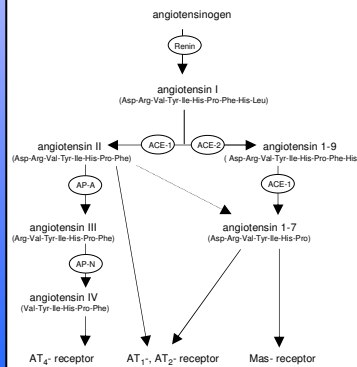 angiotensinogen
Renin
angiotensin I
(Asp-Arg-Val-Tyr-Ile-His-Pro-Phe-His-Leu)
angiotensin II
ACE-1
ACE-2
angiotensin 1-9
(Asp-Arg-Val-Tyr-Ile-His-Pro-Phe)
( Asp-Arg-Val-Tyr-Ile-His-Pro-Phe-His
AP-A
ACE-1
angiotensin III
angiotensin 1-7
(Arg-Val-Tyr-Ile-His-Pro-Phe)
(Asp-Arg-Val-Tyr-Ile-His-Pro)
AP-N
angiotensin IV
(Val-Tyr-Ile-His-Pro-Phe)
AT4- receptor
AT1-, AT2- receptor
Mas- receptor